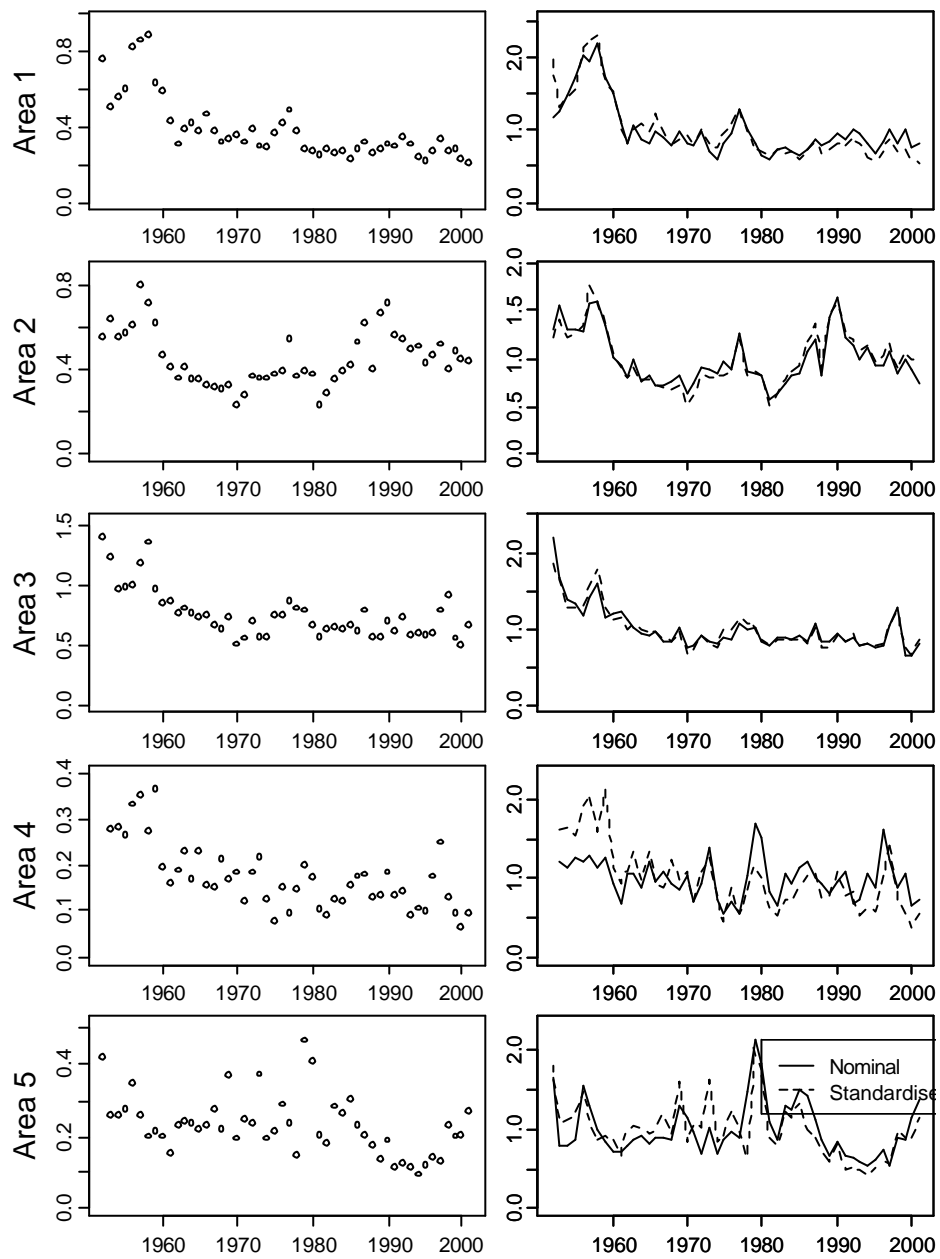 Area 1
0.0 0.4 0.8
1960 1970 1980 1990 2000
0.0 1.0 2.0
1960 1970 1980 1990 2000
Area 2
0.0 0.4 0.8
1960 1970 1980 1990 2000
0.0 0.5 1.0 1.5 2.0
1960 1970 1980 1990 2000
Area 3
0.0 0.5 1.0 1.5
1960 1970 1980 1990 2000
0.0 1.0 2.0
1960 1970 1980 1990 2000
Area 4
0.0 0.1 0.2 0.3 0.4
1960 1970 1980 1990 2000
0.0 1.0 2.0
1960 1970 1980 1990 2000
Area 5
0.0 0.2 0.4
1960 1970 1980 1990 2000
0.0 1.0 2.0
Nominal
Standardise
1960 1970 1980 1990 2000